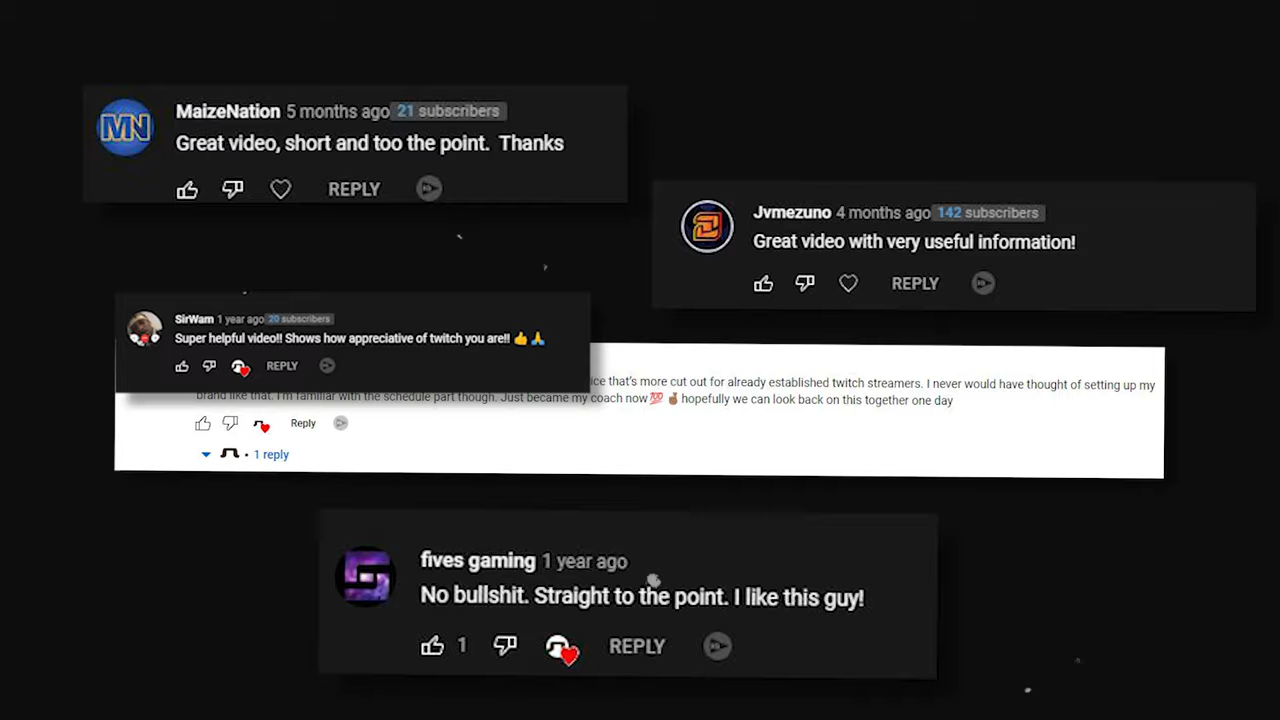 MN
MaizeNation 5 months ago 21 subscribers
Great video, short and too the point. Thanks
REPLY
Jvmezuno 4 months ago 142 subscribers
Great video with very useful information!
REPLY
SirWam 1 year ago 20 subscribers
Super helpful video!! Shows how appreciative of twitch you are!! 👍🙏
REPLY
that's more cut out for already established twitch streamers. I never would have thought of setting up my
brand like that. I'm familiar with the schedule part though. Just became my coach now💯✌🏾hopefully we can look back on this together one day
Reply
• 1 reply
fives gaming 1 year ago
No bullshit. Straight to the point. I like this guy!
1 REPLY